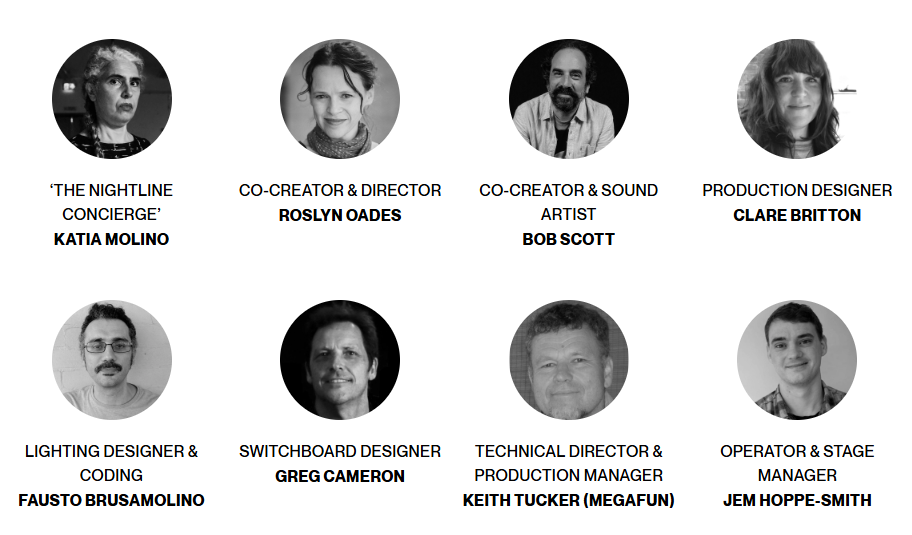 ‘THE NIGHTLINE
CONCIERGE’
KATIA MOLINO
CO-CREATOR & DIRECTOR
ROSLYN OADES
CO-CREATOR & SOUND
ARTIST
BOB SCOTT
PRODUCTION DESIGNER
CLARE BRITTON
LIGHTING DESIGNER &
CODING
FAUSTO BRUSAMOLINO
SWITCHBOARD DESIGNER
GREG CAMERON
TECHNICAL DIRECTOR &
PRODUCTION MANAGER
KEITH TUCKER (MEGAFUN)
OPERATOR & STAGE
MANAGER
JEM HOPPE-SMITH